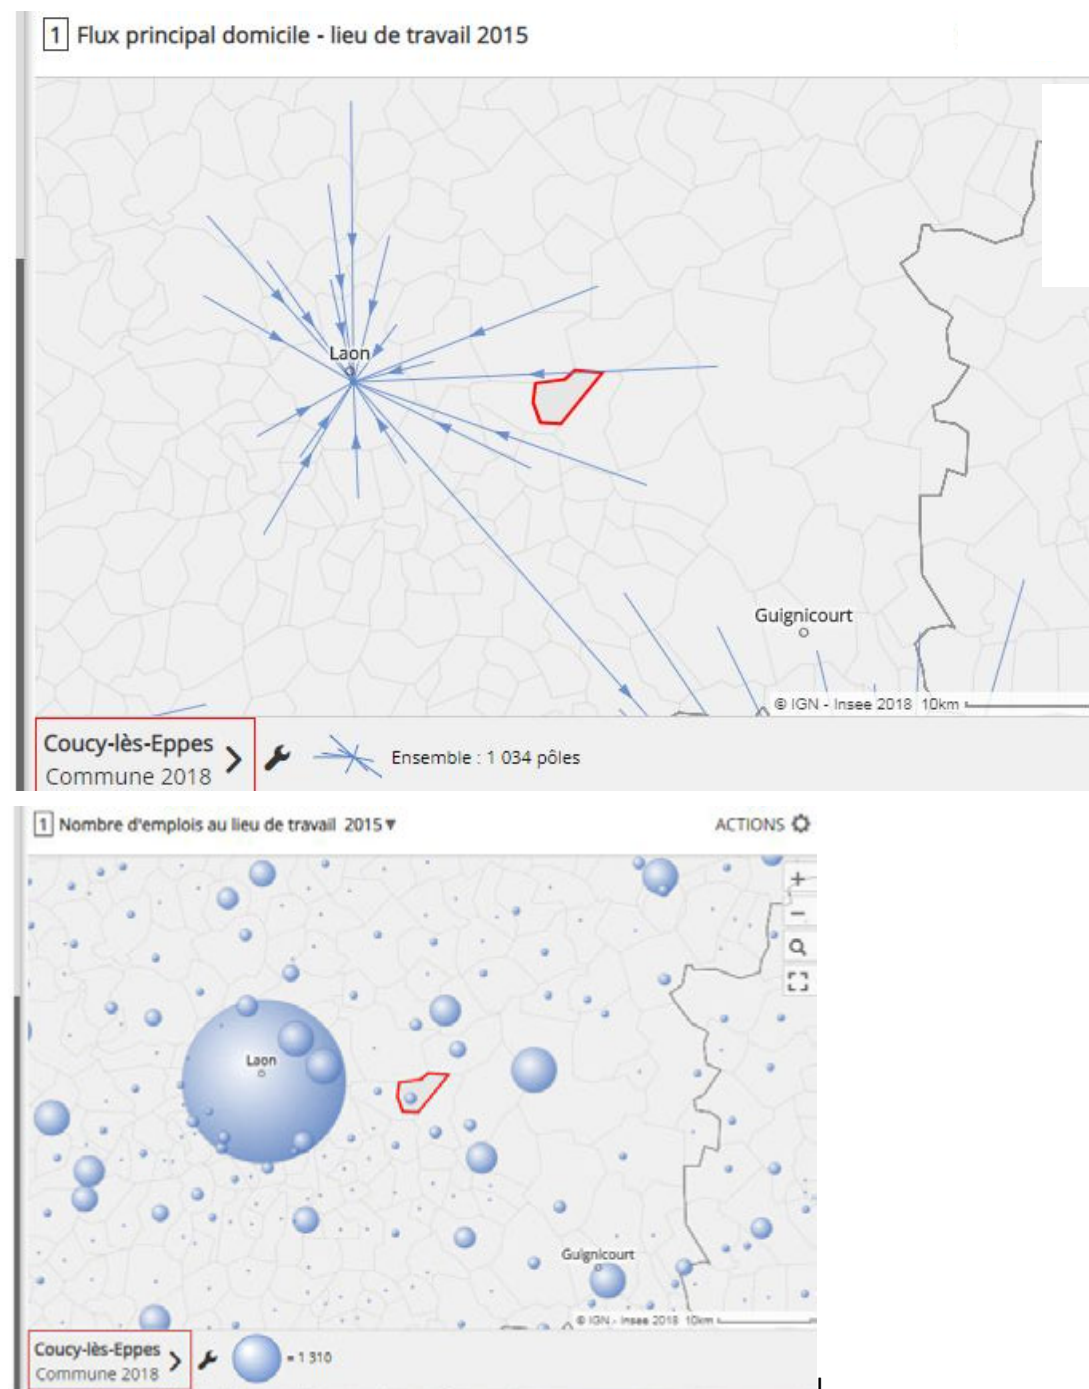 1 Flux principal domicile - lieu de travail 2015
Laon
Guignicourt
© IGN - Insee 2018 10km
Coucy-lès-Eppes
Commune 2018
Ensemble : 1 034 pôles
1 Nombre d'emplois au lieu de travail 2015▼
ACTIONS
+
−
Laon
Guignicourt
© IGN - Insee 2018 10km
Coucy-lès-Eppes
Commune 2018
= 1 310